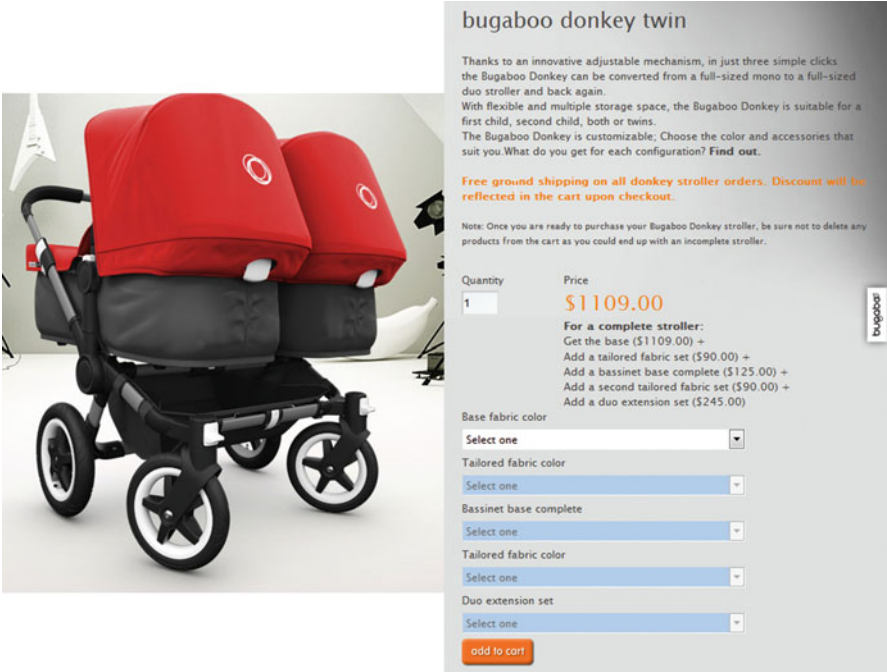 bugaboo donkey twin
Thanks to an innovative adjustable mechanism, in just three simple clicks
the Bugaboo Donkey can be converted from a full-sized mono to a full-sized
duo stroller and back again.
With flexible and multiple storage space, the Bugaboo Donkey is suitable for a
first child, second child, both or twins.
The Bugaboo Donkey is customizable; Choose the color and accessories that
suit you.What do you get for each configuration? Find out.
Free ground shipping on all donkey stroller orders. Discount will be
reflected in the cart upon checkout.
Note: Once you are ready to purchase your Bugaboo Donkey stroller, be sure not to delete any
products from the cart as you could end up with an incomplete stroller.
Quantity Price
1 $1109.00
For a complete stroller:
Get the base ($1109.00) +
Add a tailored fabric set ($90.00) +
Add a bassinet base complete ($125.00) +
Add a second tailored fabric set ($90.00) +
Add a duo extension set ($245.00)
Base fabric color
Select one
Tailored fabric color
Select one
Bassinet base complete
Select one
Tailored fabric color
Select one
Duo extension set
Select one
add to cart
bugaboo